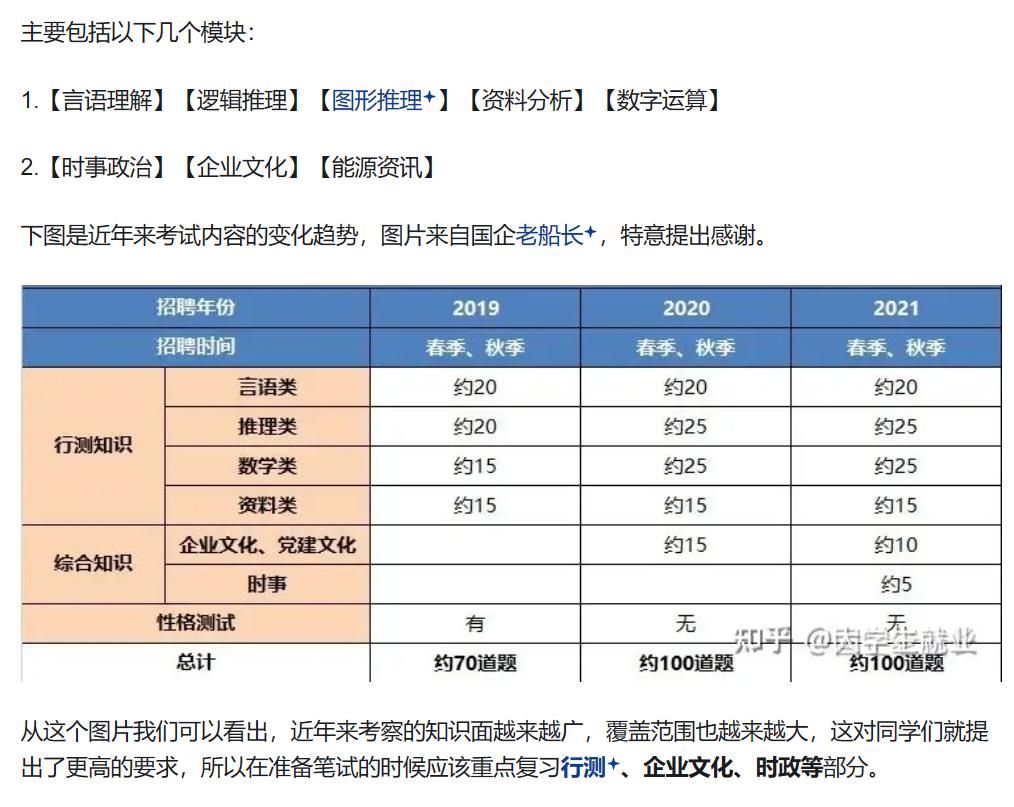 主要包括以下几个模块：
1.【言语理解】【逻辑推理】【图形推理】【资料分析】【数字运算】
2.【时事政治】【企业文化】【能源资讯】
下图是近年来考试内容的变化趋势，图片来自国企老船长，特意提出感谢。
招聘年份 2019 2020 2021
招聘时间 春季、秋季 春季、秋季 春季、秋季
行测知识 言语类 约20 约20 约20
推理类 约20 约25 约25
数学类 约15 约25 约25
资料类 约15 约15 约15
综合知识 企业文化、党建文化 约15 约10
时事 约5
性格测试 有 无 无
知乎 @因学生就业
总计 约70道题 约100道题 约100道题
从这个图片我们可以看出，近年来考察的知识面越来越广，覆盖范围也越来越大，这对同学们就提
出了更高的要求，所以在准备笔试的时候应该重点复习行测、企业文化、时政等部分。